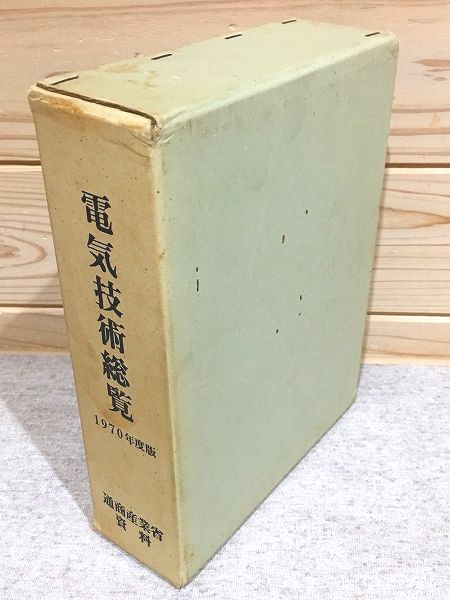 電気技術総覧
1970年度版
通商産業省
資料